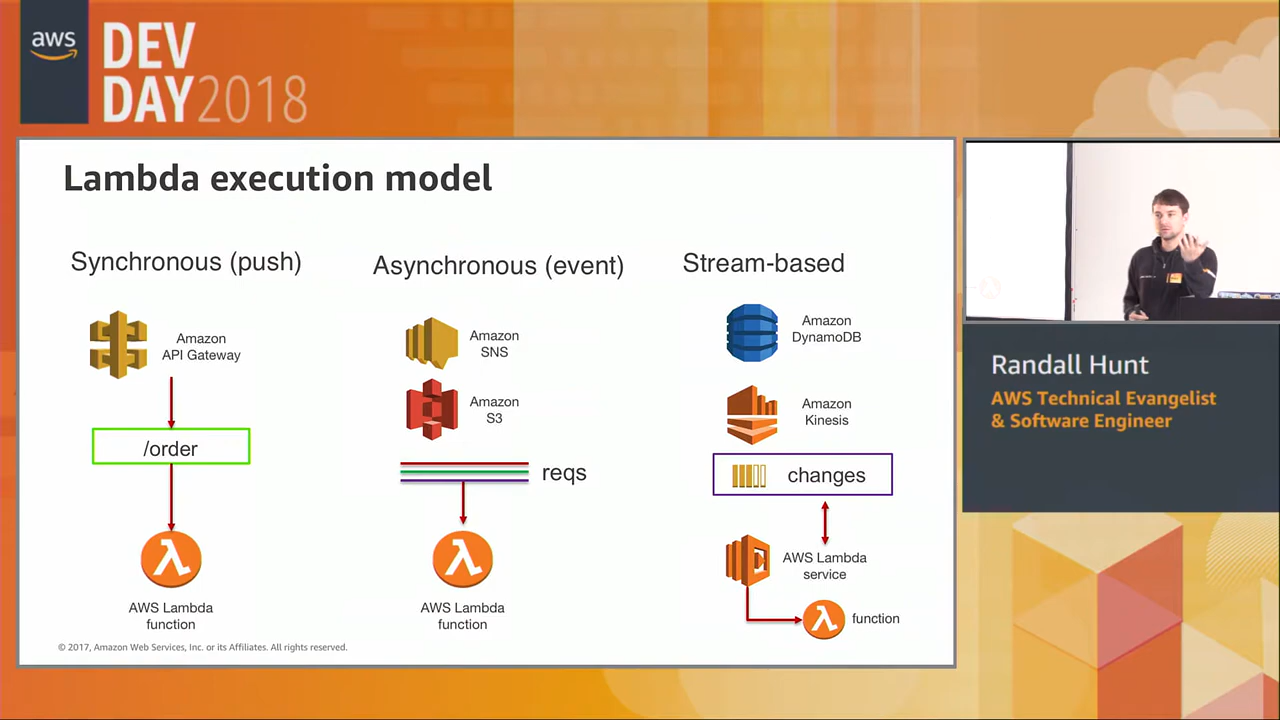 aws
DEV
DAY2018
Lambda execution model
Synchronous (push)
Amazon
API Gateway
/order
AWS Lambda
function
Asynchronous (event)
Amazon
SNS
Amazon
S3
reqs
AWS Lambda
function
Stream-based
Amazon
DynamoDB
Amazon
Kinesis
changes
AWS Lambda
service
function
© 2017, Amazon Web Services, Inc. or its Affiliates. All rights reserved.
Randall Hunt
AWS Technical Evangelist
& Software Engineer